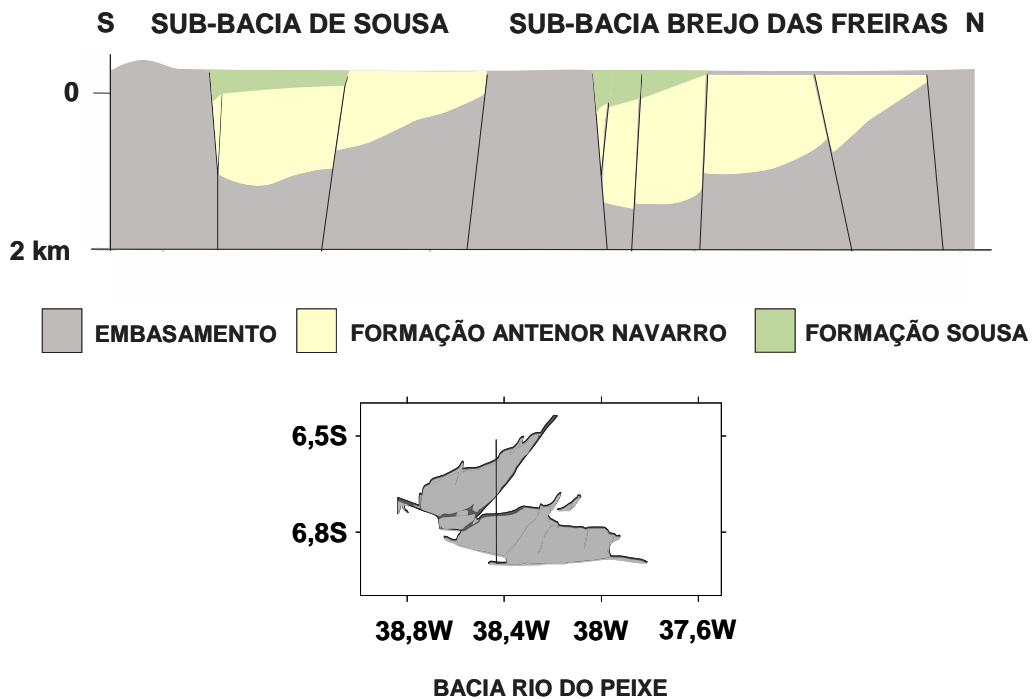 S SUB-BACIA DE SOUSA SUB-BACIA BREJO DAS FREIRAS N
0
2 km
EMBASAMENTO FORMAÇÃO ANTENOR NAVARRO FORMAÇÃO SOUSA
6,5S
6,8S
38,8W 38,4W 38W 37,6W
BACIA RIO DO PEIXE